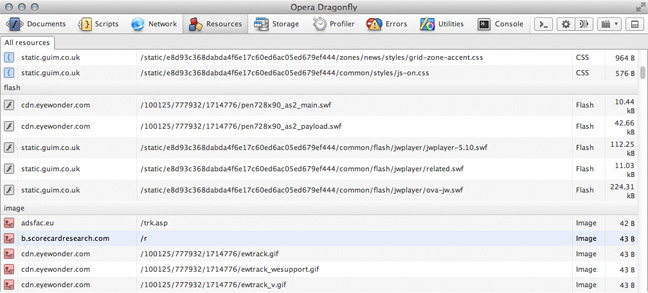 Opera Dragonfly
Documents Scripts Network Resources Storage Profiler Errors Utilities Console
All resources
static.guim.co.uk /static/e8d93c368dabda4f6e17c60ed6ac05ed679ef444/zones/news/styles/grid-zone-accent.css CSS 964 B
static.guim.co.uk /static/e8d93c368dabda4f6e17c60ed6ac05ed679ef444/common/styles/js-on.css CSS 576 B
flash
cdn.eyewonder.com /100125/777932/1714776/pen728x90_as2_main.swf Flash 10.44 kB
cdn.eyewonder.com /100125/777932/1714776/pen728x90_as2_payload.swf Flash 42.66 kB
static.guim.co.uk /static/e8d93c368dabda4f6e17c60ed6ac05ed679ef444/common/flash/jwplayer/jwplayer-5.10.swf Flash 112.25 kB
static.guim.co.uk /static/e8d93c368dabda4f6e17c60ed6ac05ed679ef444/common/flash/jwplayer/related.swf Flash 11.03 kB
static.guim.co.uk /static/e8d93c368dabda4f6e17c60ed6ac05ed679ef444/common/flash/jwplayer/ova-jw.swf Flash 224.31 kB
image
adsfac.eu /trk.asp Image 42 B
b.scorecardresearch.com /r Image 43 B
cdn.eyewonder.com /100125/777932/1714776/ewtrack.gif Image 43 B
cdn.eyewonder.com /100125/777932/1714776/ewtrack_wesupport.gif Image 43 B
cdn.eyewonder.com /100125/777932/1714776/ewtrack_v.gif Image 43 B